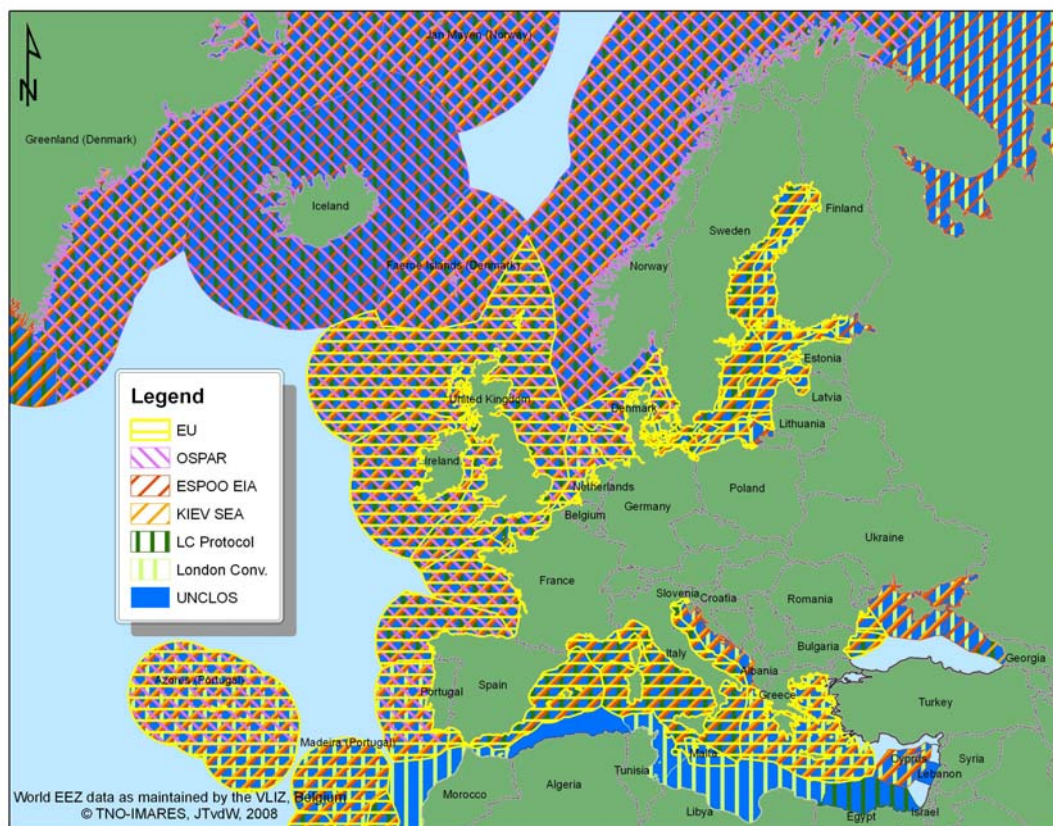 N
Jan Mayen (Norway)
Greenland (Denmark)
Iceland
Finland
Sweden
Faeroe Islands (Denmark)
Norway
Estonia
Latvia
Legend
EU
OSPAR
ESPOO EIA
KIEV SEA
LC Protocol
London Conv.
UNCLOS
United Kingdom
Denmark
Lithuania
Ireland
Netherlands
Poland
Belgium
Germany
Ukraine
France
Slovenia
Croatia
Romania
Bulgaria
Italy
Georgia
Albania
Azores (Portugal)
Portugal
Spain
Greece
Turkey
Madeira (Portugal)
Malta
Cyprus
Syria
Lebanon
Algeria
Tunisia
Morocco
Libya
Egypt
Israel
World EEZ data as maintained by the VLIZ, Belgium
© TNO-IMARES, JTvdW, 2008